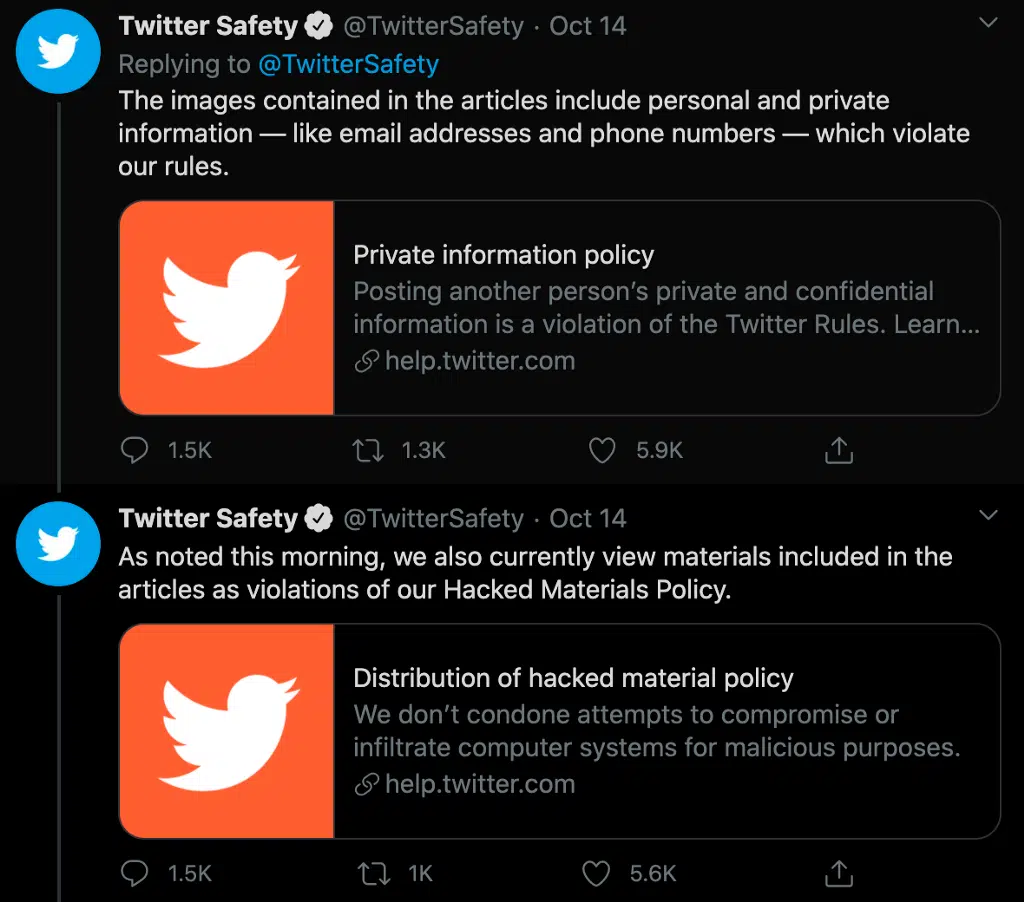 Twitter Safety @TwitterSafety · Oct 14
Replying to @TwitterSafety
The images contained in the articles include personal and private
information — like email addresses and phone numbers — which violate
our rules.
Private information policy
Posting another person’s private and confidential
information is a violation of the Twitter Rules. Learn...
help.twitter.com
1.5K 1.3K 5.9K
Twitter Safety @TwitterSafety · Oct 14
As noted this morning, we also currently view materials included in the
articles as violations of our Hacked Materials Policy.
Distribution of hacked material policy
We don’t condone attempts to compromise or
infiltrate computer systems for malicious purposes.
help.twitter.com
1.5K 1K 5.6K